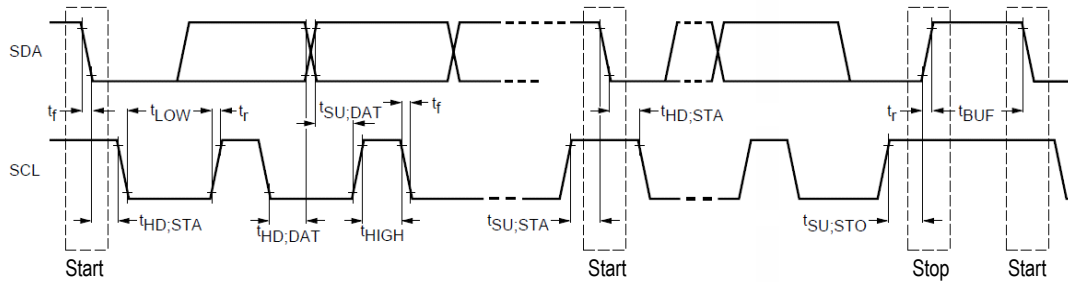 SDA
tf tLOW tr tSU;DAT tf tHD;STA tr tBUF
SCL
tHD;STA tHD;DAT tHIGH tSU;STA tSU;STO
Start Start Stop Start